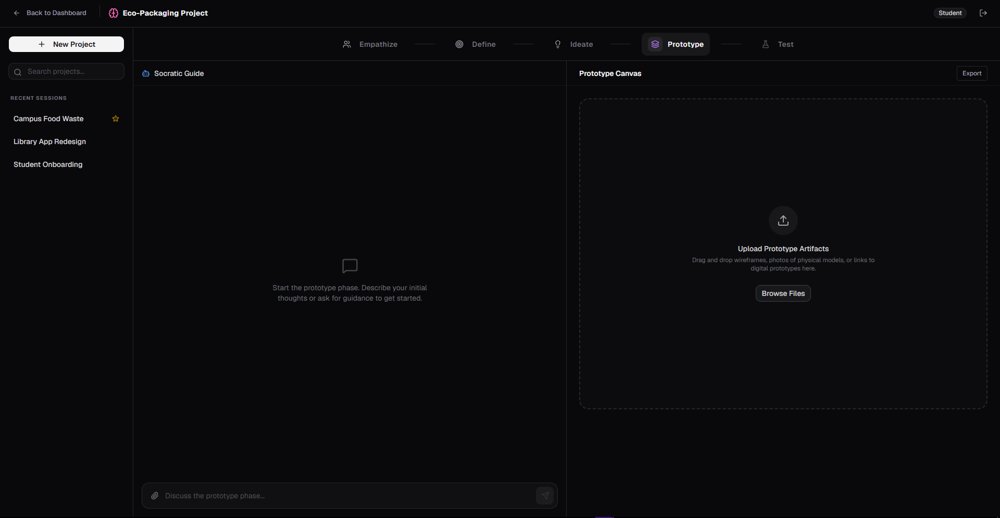 Back to Dashboard
Eco-Packaging Project
Student
New Project
Search projects...
RECENT SESSIONS
Campus Food Waste
Library App Redesign
Student Onboarding
Empathize
Define
Ideate
Prototype
Test
Socratic Guide
Start the prototype phase. Describe your initial
thoughts or ask for guidance to get started.
Discuss the prototype phase...
Prototype Canvas
Export
Upload Prototype Artifacts
Drag and drop wireframes, photos of physical models, or links to
digital prototypes here.
Browse Files